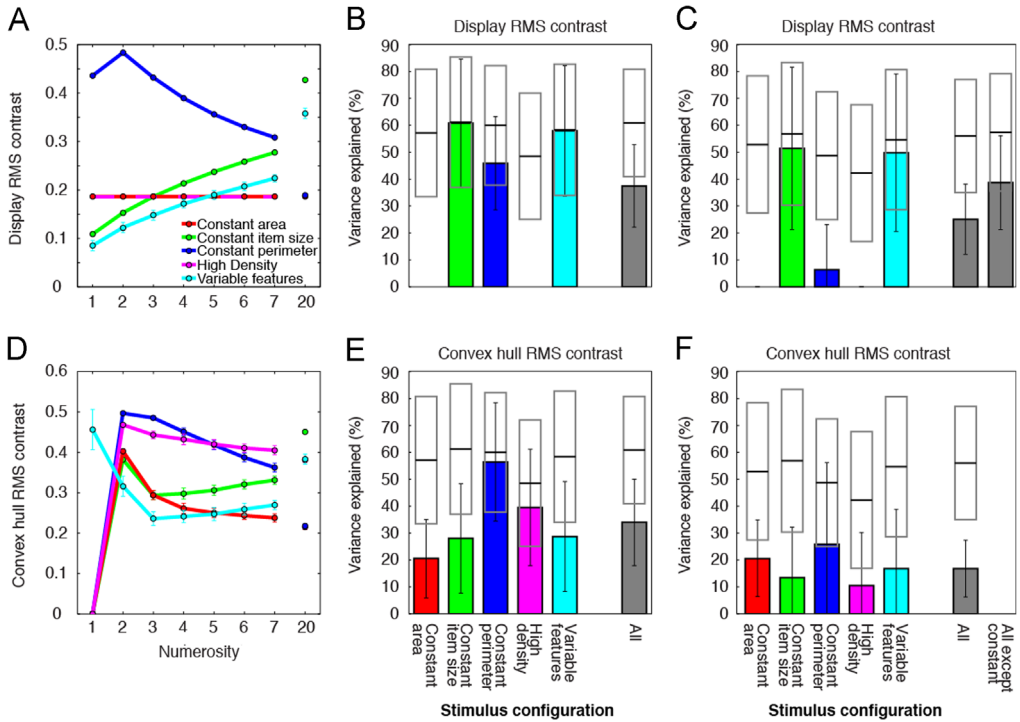 A
Display RMS contrast
0.5
0.4
0.3
0.2
0.1
0
1 2 3 4 5 6 7 20
Constant area
Constant item size
Constant perimeter
High Density
Variable features
B
Display RMS contrast
Variance explained (%)
90
80
70
60
50
40
30
20
10
0
C
Display RMS contrast
Variance explained (%)
90
80
70
60
50
40
30
20
10
0
D
Convex hull RMS contrast
0.6
0.5
0.4
0.3
0.2
0.1
0
1 2 3 4 5 6 7 20
Numerosity
E
Convex hull RMS contrast
Variance explained (%)
90
80
70
60
50
40
30
20
10
0
Constant
area
Constant
item size
Constant
perimeter
High
density
Variable
features
All
Stimulus configuration
F
Convex hull RMS contrast
Variance explained (%)
90
80
70
60
50
40
30
20
10
0
Constant
area
Constant
item size
Constant
perimeter
High
density
Variable
features
All
All except
constant
Stimulus configuration